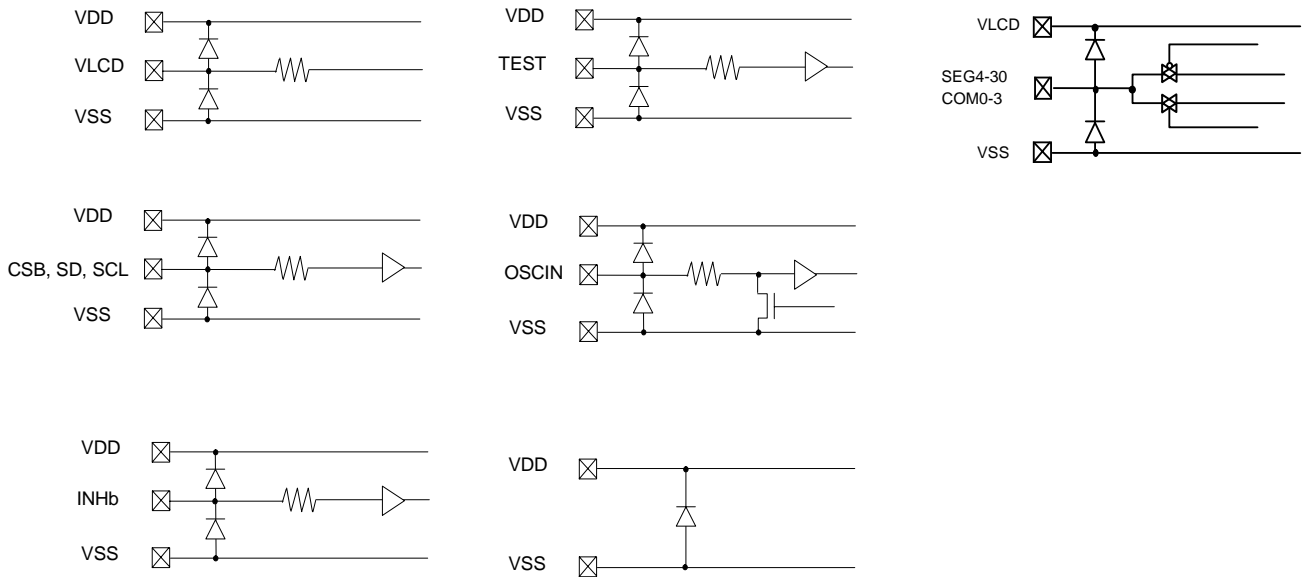 VDD
VLCD
VSS
VDD
TEST
VSS
VLCD
SEG4-30
COM0-3
VSS
VDD
CSB, SD, SCL
VSS
VDD
OSCIN
VSS
VDD
INHb
VSS
VDD
VSS